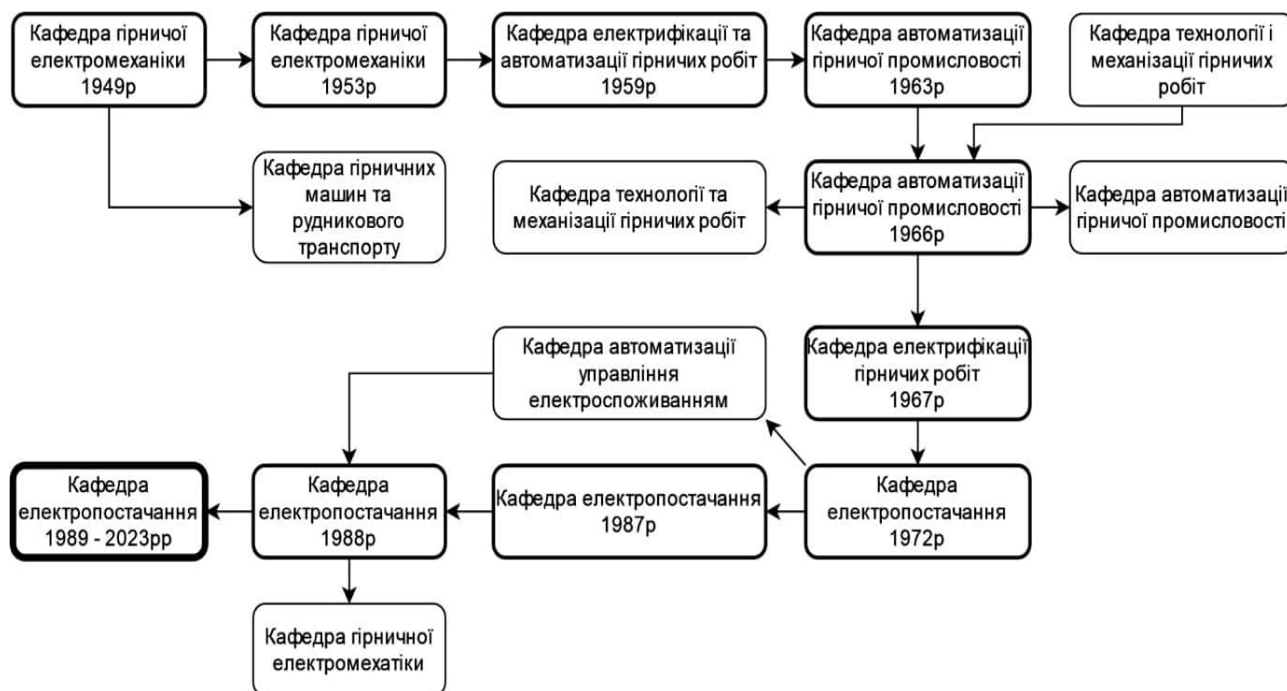 Кафедра гірничої
електромеханіки
1949р
Кафедра гірничої
електромеханіки
1953р
Кафедра електрифікації та
автоматизації гірничих робіт
1959р
Кафедра автоматизації
гірничої промисловості
1963р
Кафедра технології і
механізації гірничих
робіт
Кафедра гірничних
машин та
рудникового
транспорту
Кафедра технології та
механізації гірничих робіт
Кафедра автоматизації
гірничої промисловості
1966р
Кафедра автоматизації
гірничої промисловості
Кафедра автоматизації
управління
електроспоживанням
Кафедра електрифікації
гірничих робіт
1967р
Кафедра
електропостачання
1989 - 2023рр
Кафедра
електропостачання
1988р
Кафедра електропостачання
1987р
Кафедра
електропостачання
1972р
Кафедра гірничної
електромехатіки